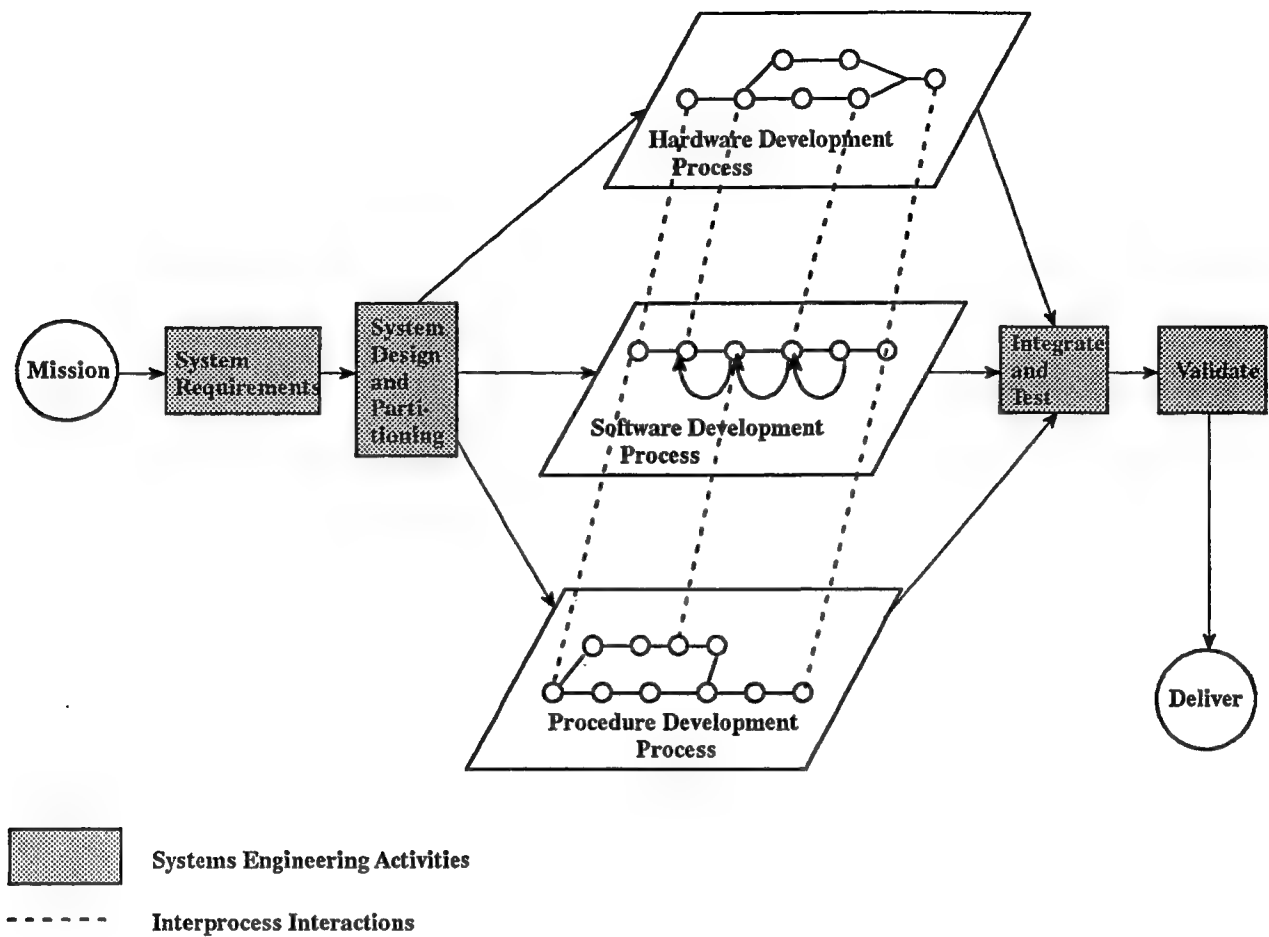 Hardware Development
Process
Mission
System
Requirements
System
Design
and
Parti-
tioning
Software Development
Process
Integrate
and
Test
Validate
Procedure Development
Process
Deliver
Systems Engineering Activities
Interprocess Interactions